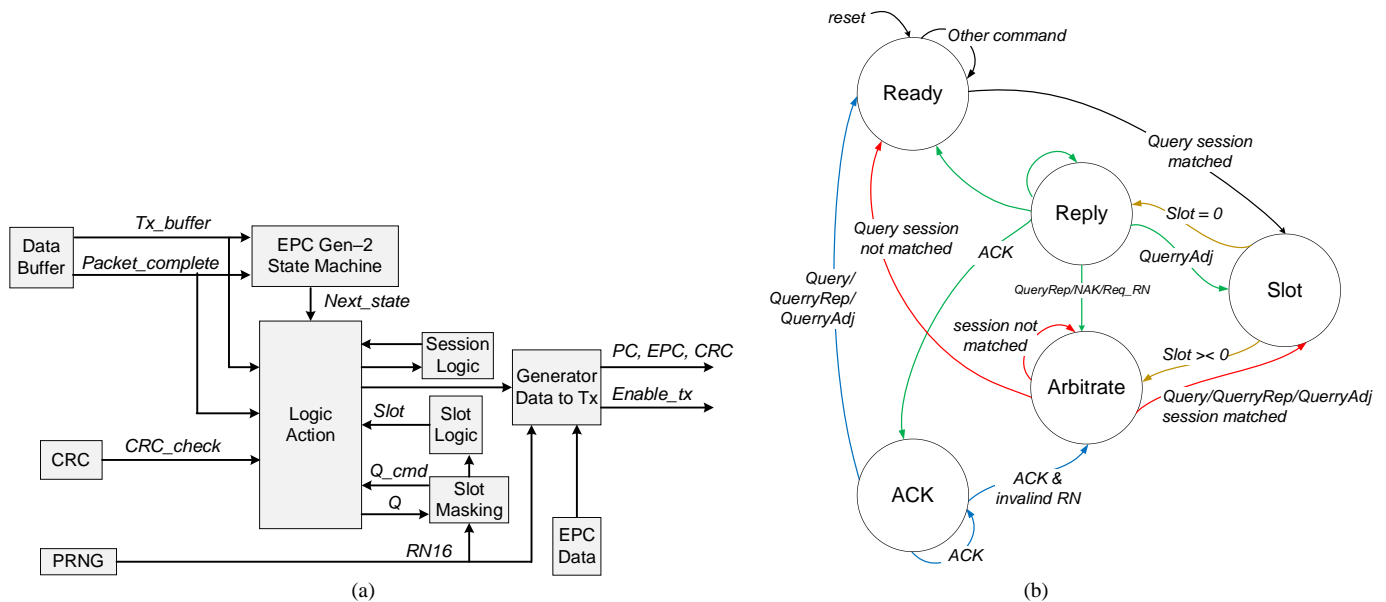 Data
Buffer
Tx_buffer
Packet_complete
EPC Gen–2
State Machine
Next_state
Logic
Action
Session
Logic
Generator
Data to Tx
PC, EPC, CRC
Enable_tx
Slot
Slot
Logic
CRC
CRC_check
Q_cmd
Q
Slot
Masking
EPC
Data
PRNG
RN16
(a)
reset
Other command
Ready
Query session
matched
Reply
Slot = 0
Query session
not matched
ACK
QuerryAdj
Slot
Query/
QuerryRep/
QuerryAdj
QueryRep/NAK/Req_RN
session not
matched
Slot >< 0
Arbitrate
Query/QuerryRep/QuerryAdj
session matched
ACK
ACK &
invalind RN
ACK
(b)